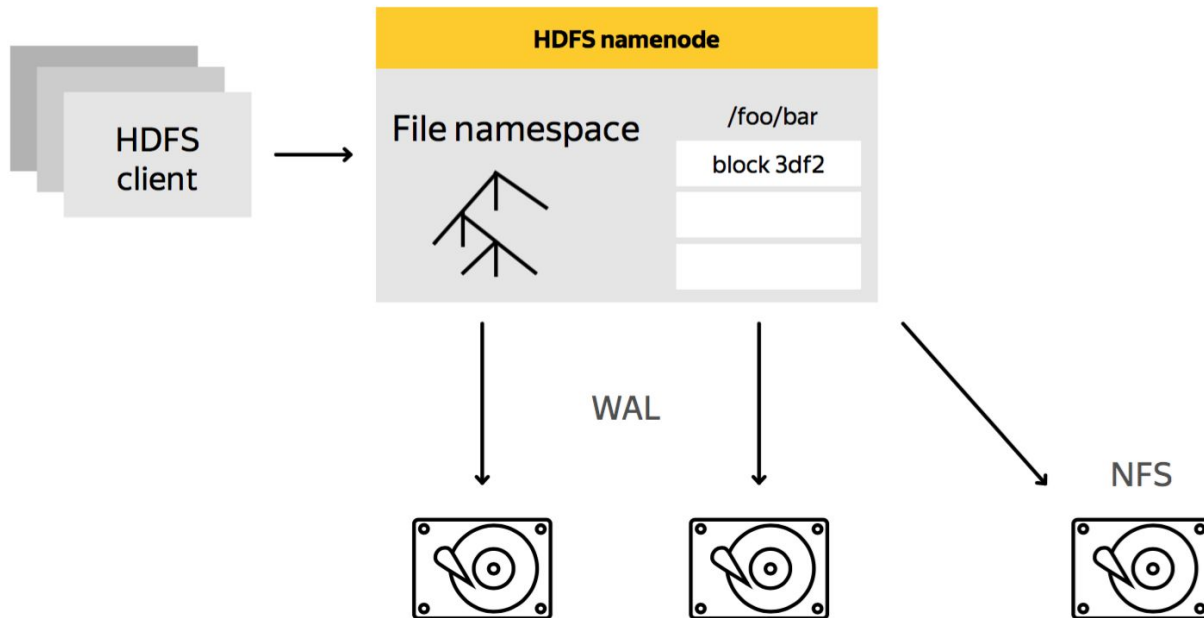 HDFS namenode
HDFS
client
File namespace
/foo/bar
block 3df2
WAL
NFS